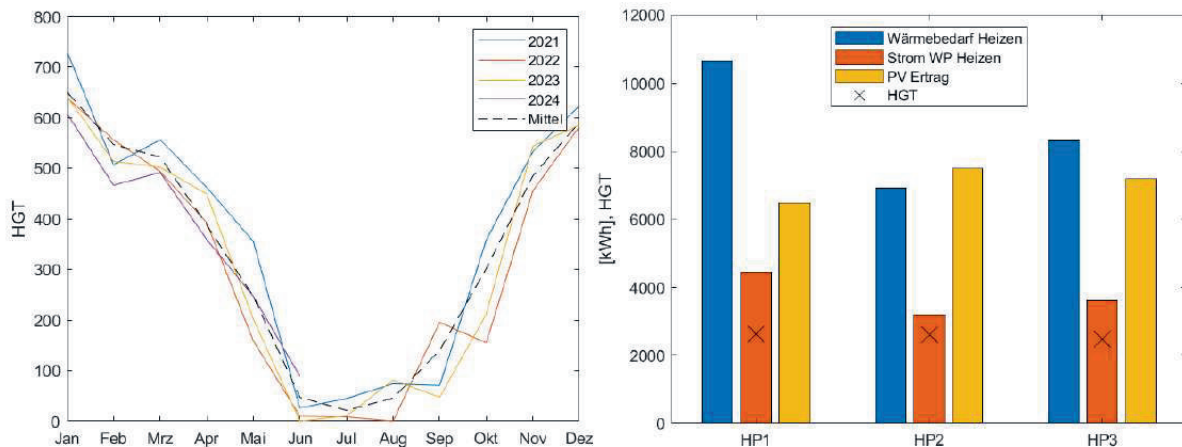 800
700
600
500
400
300
200
100
0
HGT
Jan Feb Mrz Apr Mai Jun Jul Aug Sep Okt Nov Dez
2021
2022
2023
2024
Mittel
12000
10000
8000
6000
4000
2000
0
[kWh], HGT
HP1 HP2 HP3
Wärmebedarf Heizen
Strom WP Heizen
PV Ertrag
HGT